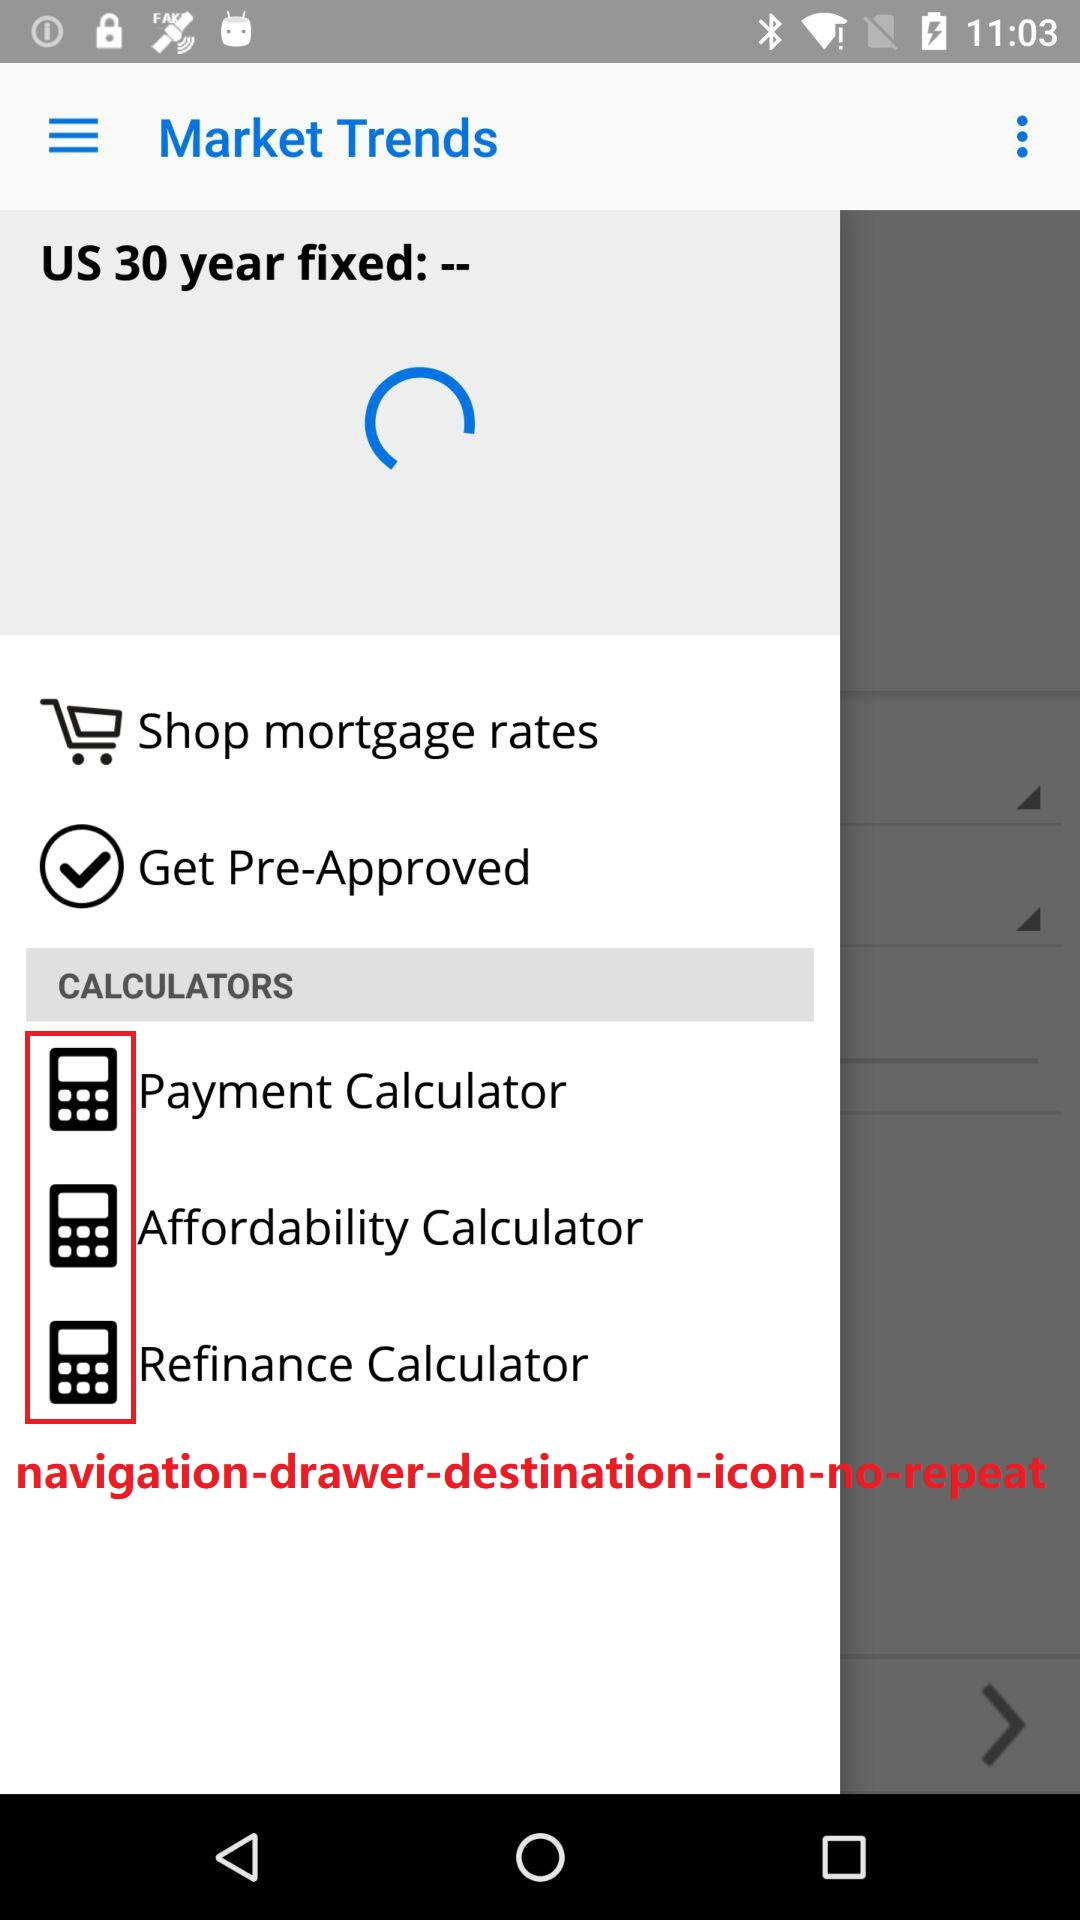 FAKE
11:03
Market Trends
US 30 year fixed: --
Shop mortgage rates
Get Pre-Approved
CALCULATORS
Payment Calculator
Affordability Calculator
Refinance Calculator
navigation-drawer-destination-icon-no-repeat